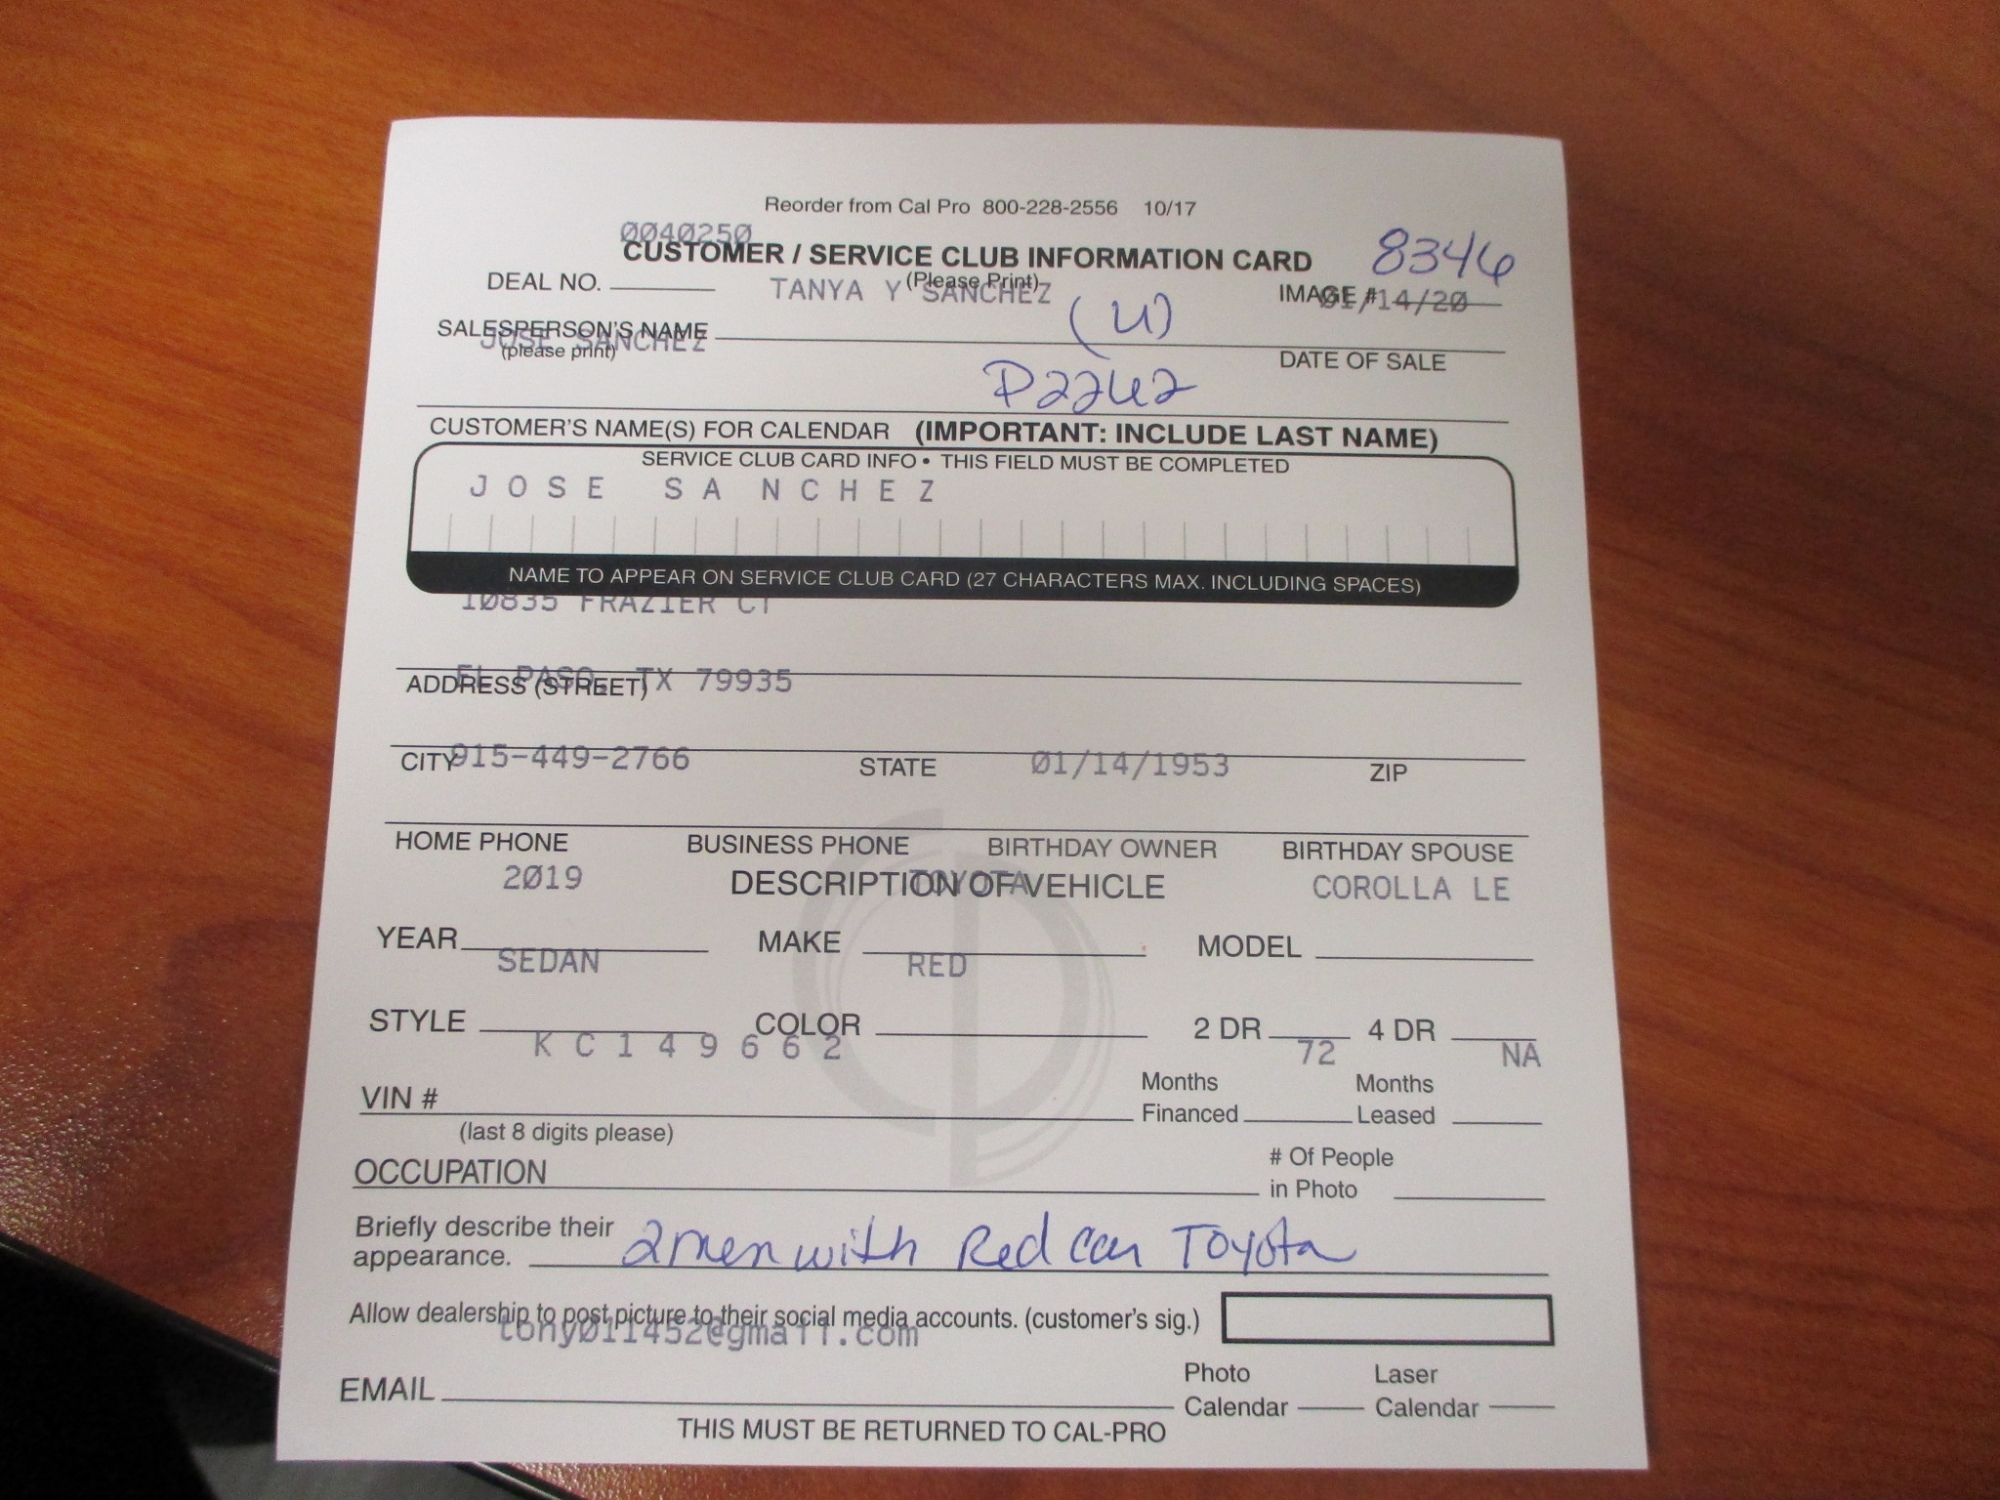 Reorder from Cal Pro 800-228-2556 10/17
0040250
CUSTOMER / SERVICE CLUB INFORMATION CARD 8346
DEAL NO. TANYA Y SANCHEZ (Please Print) IMAGE # 01/14/20
SALESPERSON'S NAME (U)
JOSE SANCHEZ
(please print) DATE OF SALE
P2262
CUSTOMER'S NAME(S) FOR CALENDAR (IMPORTANT: INCLUDE LAST NAME)
SERVICE CLUB CARD INFO • THIS FIELD MUST BE COMPLETED
JOSE SANCHEZ
NAME TO APPEAR ON SERVICE CLUB CARD (27 CHARACTERS MAX. INCLUDING SPACES)
10835 FRAZIER CT
EL PASO, TX 79935
ADDRESS (STREET)
915-449-2766 01/14/1953
CITY STATE ZIP
HOME PHONE BUSINESS PHONE BIRTHDAY OWNER BIRTHDAY SPOUSE
2019 TOYOTA COROLLA LE
DESCRIPTION OF VEHICLE
YEAR MAKE MODEL
SEDAN RED
STYLE COLOR 2 DR 4 DR
KC149662 72 NA
VIN # Months Financed Months Leased
(last 8 digits please)
OCCUPATION # Of People in Photo
Briefly describe their
appearance. 2 men with Red car Toyota
Allow dealership to post picture to their social media accounts. (customer's sig.)
tony011452@gmail.com
EMAIL Photo Calendar Laser Calendar
THIS MUST BE RETURNED TO CAL-PRO